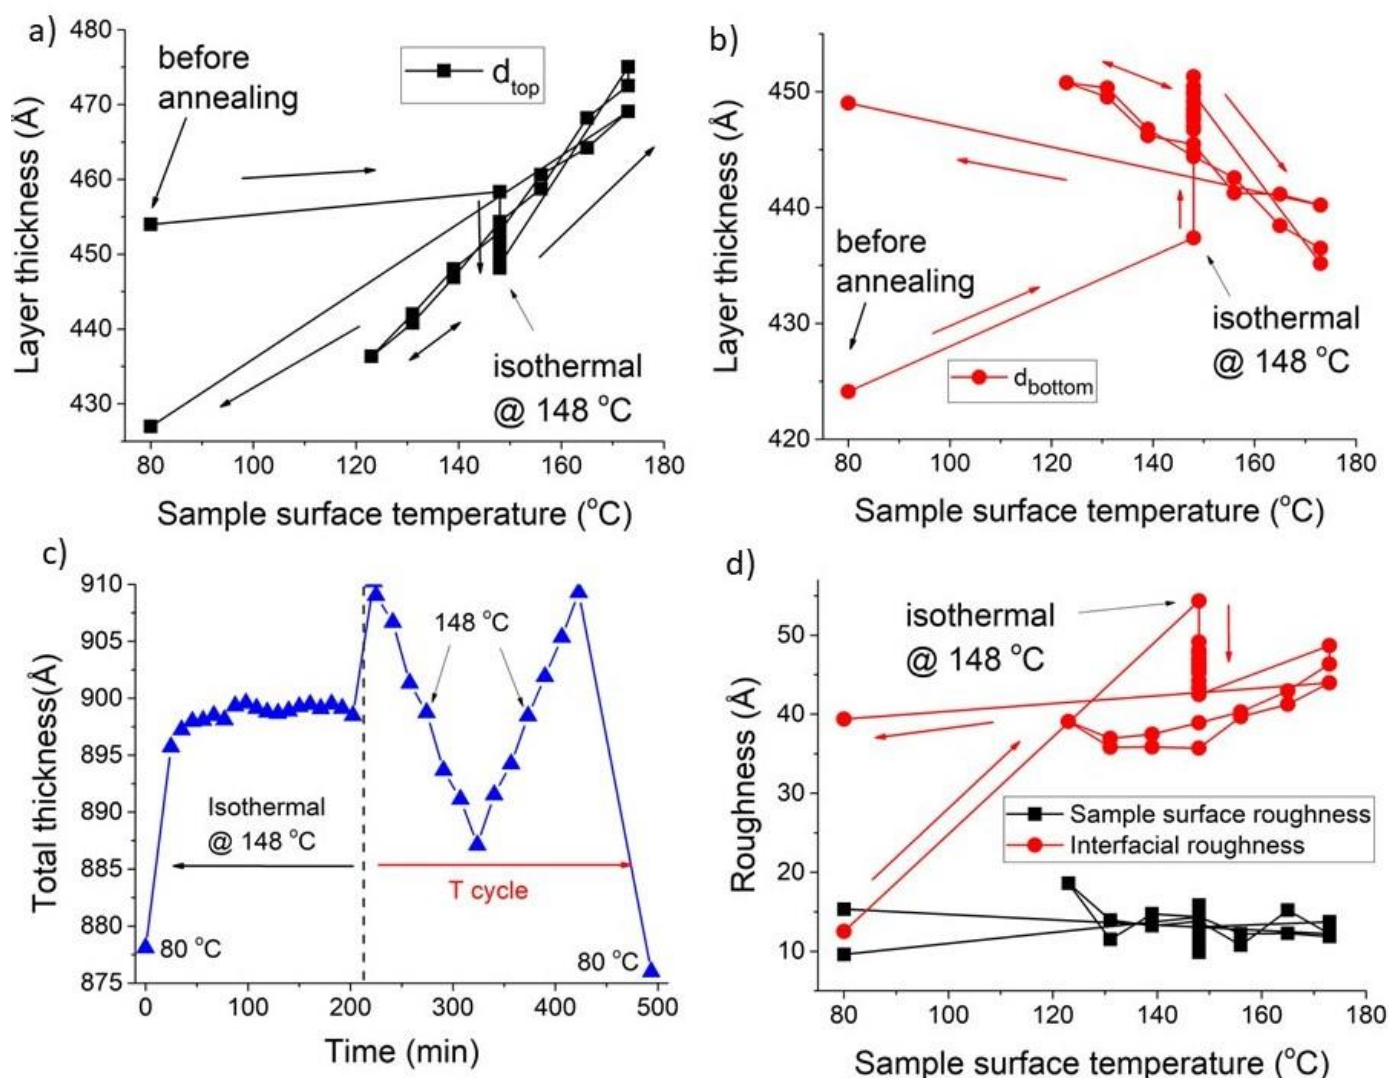 a)
480
470
460
450
440
430
Layer thickness (Å)
before
annealing
d_top
isothermal
@ 148 °C
80 100 120 140 160 180
Sample surface temperature (°C)
b)
450
440
430
420
Layer thickness (Å)
before
annealing
isothermal
@ 148 °C
d_bottom
80 100 120 140 160 180
Sample surface temperature (°C)
c)
910
905
900
895
890
885
880
875
Total thickness(Å)
148 °C
Isothermal
@ 148 °C
T cycle
80 °C
80 °C
0 100 200 300 400 500
Time (min)
d)
50
40
30
20
10
Roughness (Å)
isothermal
@ 148 °C
Sample surface roughness
Interfacial roughness
80 100 120 140 160 180
Sample surface temperature (°C)